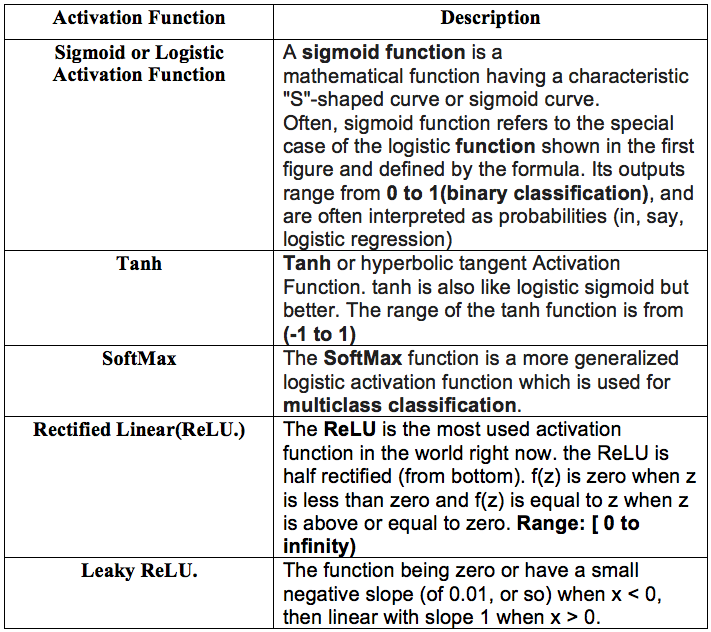 Activation Function
Description
Sigmoid or Logistic
Activation Function
A sigmoid function is a
mathematical function having a characteristic
"S"-shaped curve or sigmoid curve.
Often, sigmoid function refers to the special
case of the logistic function shown in the first
figure and defined by the formula. Its outputs
range from 0 to 1(binary classification), and
are often interpreted as probabilities (in, say,
logistic regression)
Tanh
Tanh or hyperbolic tangent Activation
Function. tanh is also like logistic sigmoid but
better. The range of the tanh function is from
(-1 to 1)
SoftMax
The SoftMax function is a more generalized
logistic activation function which is used for
multiclass classification.
Rectified Linear(ReLU.)
The ReLU is the most used activation
function in the world right now. the ReLU is
half rectified (from bottom). f(z) is zero when z
is less than zero and f(z) is equal to z when z
is above or equal to zero. Range: [ 0 to
infinity)
Leaky ReLU.
The function being zero or have a small
negative slope (of 0.01, or so) when x < 0,
then linear with slope 1 when x > 0.